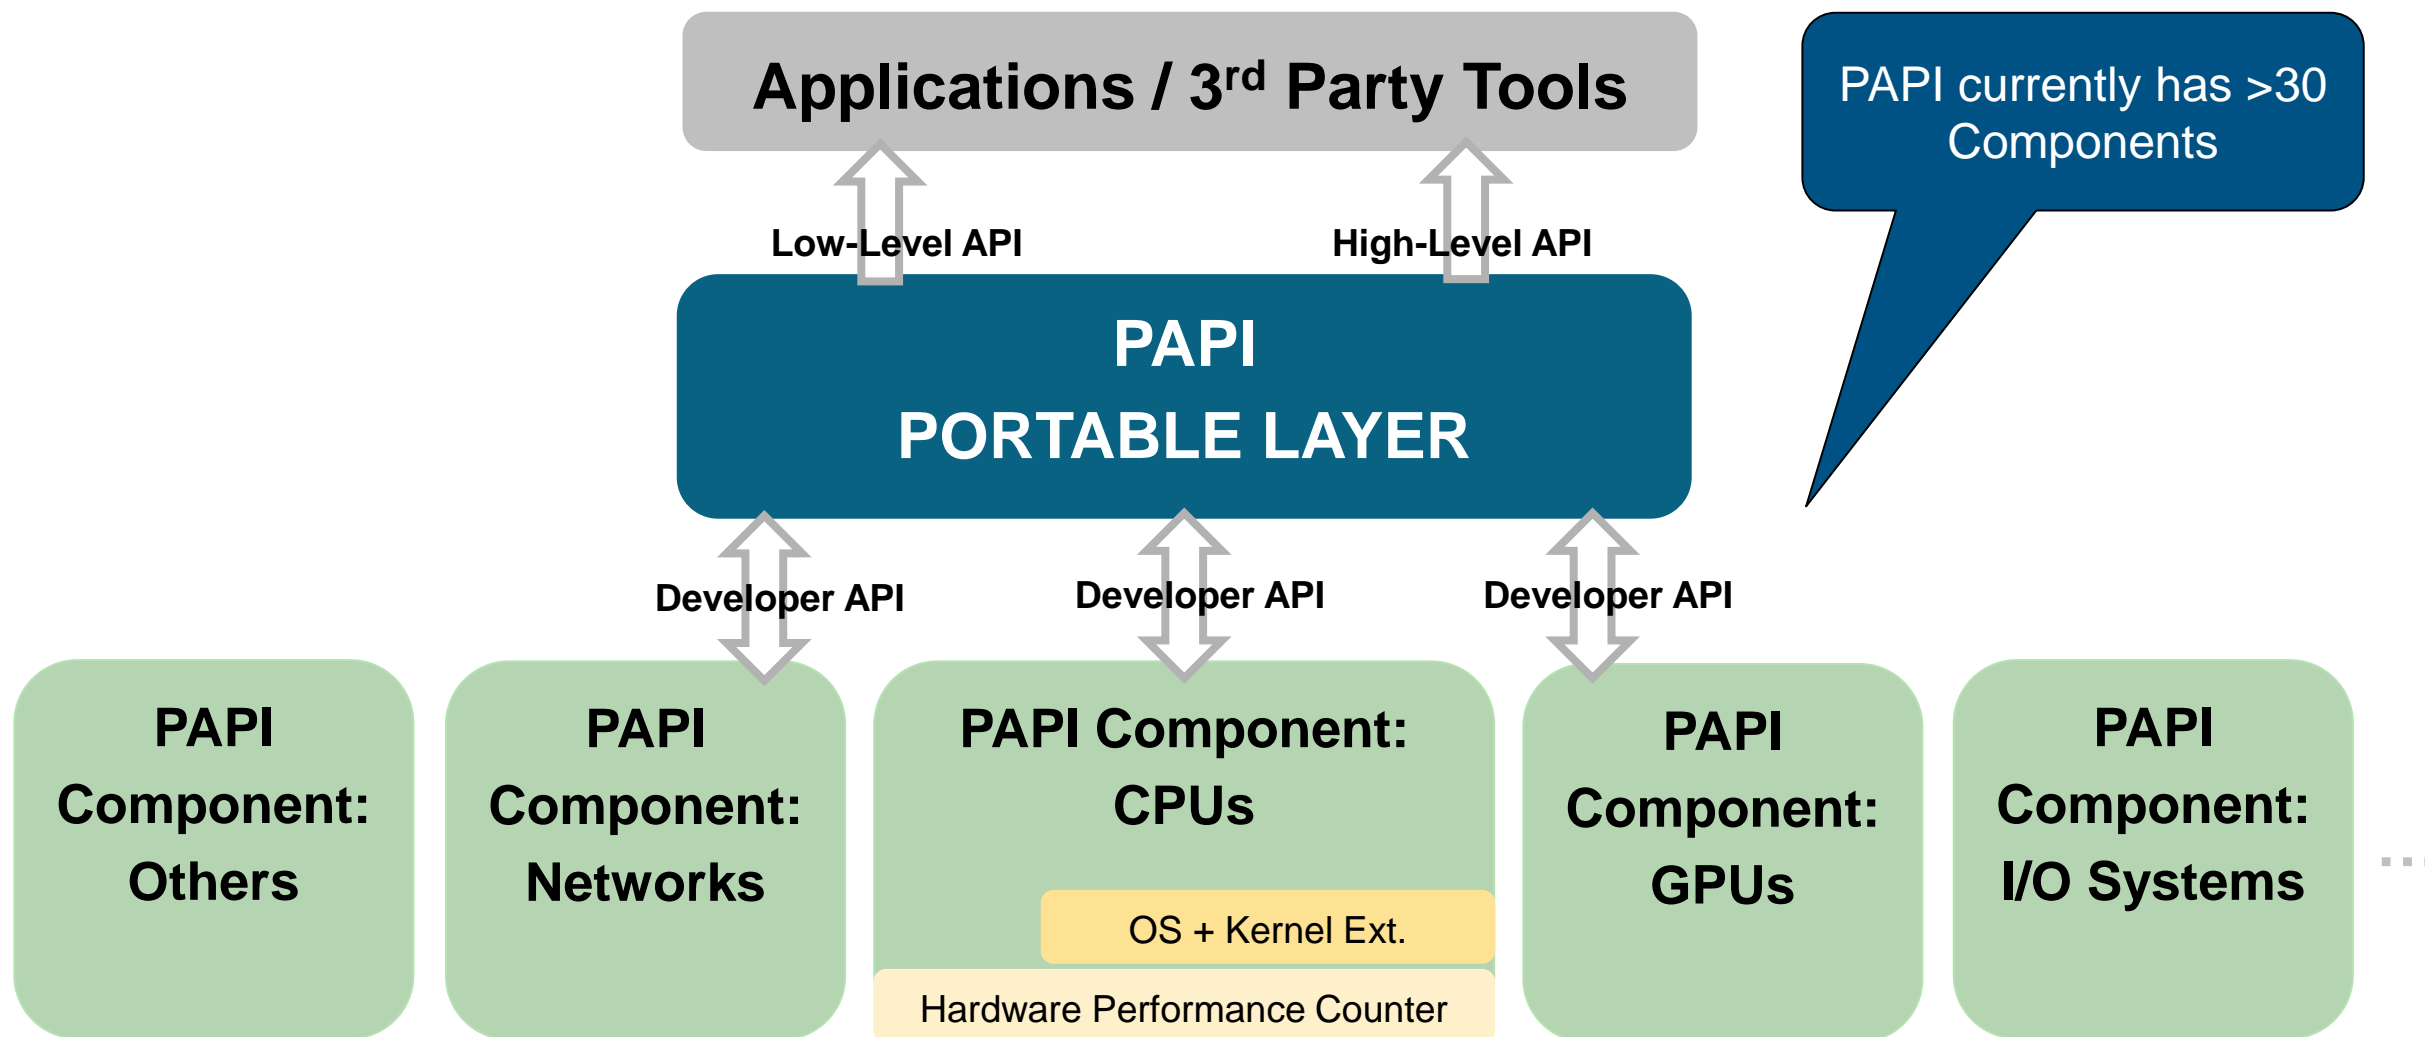 Applications / 3rd Party Tools
PAPI currently has >30
Components
Low-Level API
High-Level API
PAPI
PORTABLE LAYER
Developer API
Developer API
Developer API
PAPI
Component:
Others
PAPI
Component:
Networks
PAPI Component:
CPUs
OS + Kernel Ext.
Hardware Performance Counter
PAPI
Component:
GPUs
PAPI
Component:
I/O Systems
...